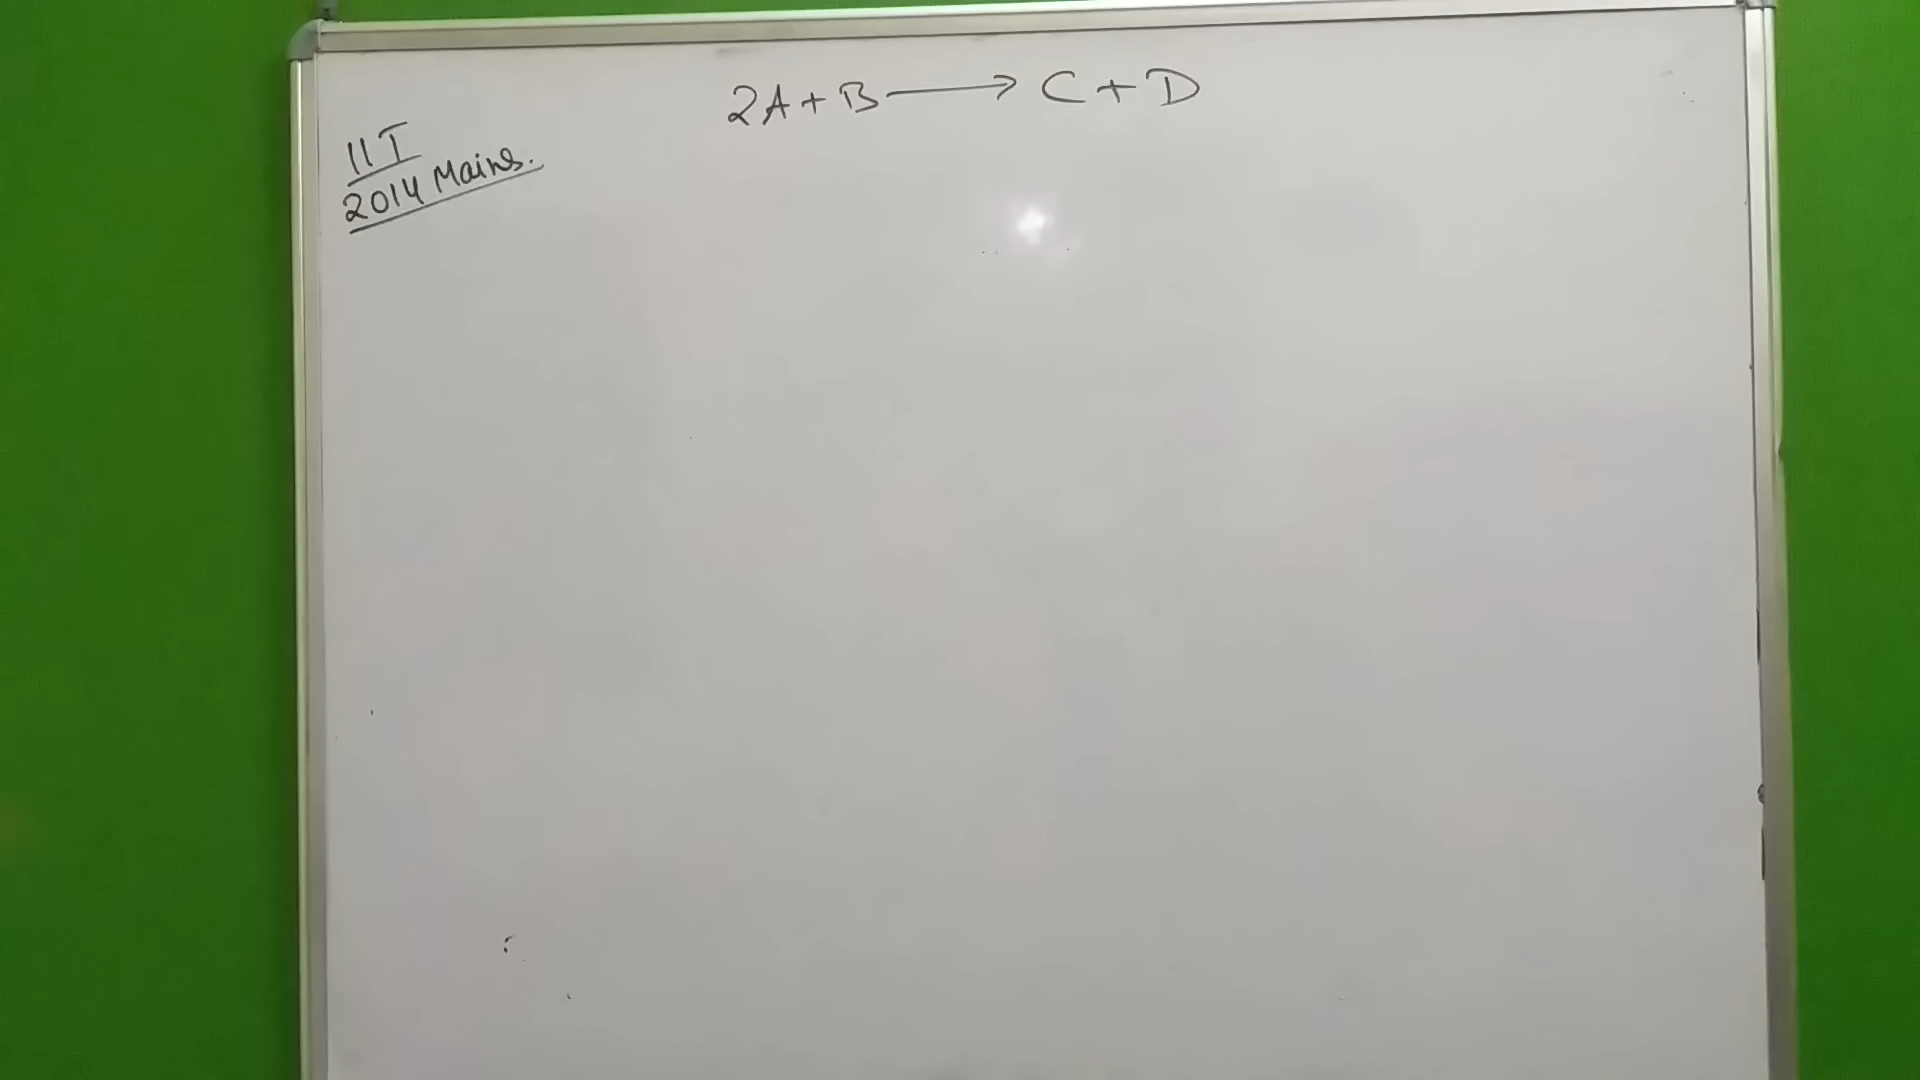 2A + B ⟶ C + D
IIT
2014 Mains.